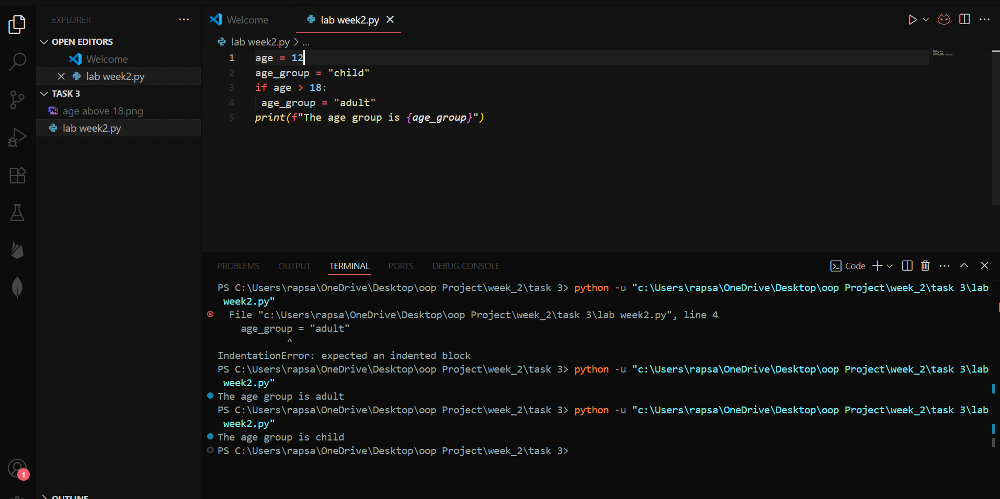 EXPLORER
OPEN EDITORS
Welcome
lab week2.py
TASK 3
age above 18.png
lab week2.py
1
OUTLINE
Welcome
lab week2.py
lab week2.py > ...
1 age = 12
2 age_group = "child"
3 if age > 18:
4 age_group = "adult"
5 print(f"The age group is {age_group}")
PROBLEMS OUTPUT TERMINAL PORTS DEBUG CONSOLE
Code
PS C:\Users\rapsa\OneDrive\Desktop\oop Project\week_2\task 3> python -u "c:\Users\rapsa\OneDrive\Desktop\oop Project\week_2\task 3\lab
week2.py"
File "c:\Users\rapsa\OneDrive\Desktop\oop Project\week_2\task 3\lab week2.py", line 4
age_group = "adult"
^
IndentationError: expected an indented block
PS C:\Users\rapsa\OneDrive\Desktop\oop Project\week_2\task 3> python -u "c:\Users\rapsa\OneDrive\Desktop\oop Project\week_2\task 3\lab
week2.py"
The age group is adult
PS C:\Users\rapsa\OneDrive\Desktop\oop Project\week_2\task 3> python -u "c:\Users\rapsa\OneDrive\Desktop\oop Project\week_2\task 3\lab
week2.py"
The age group is child
PS C:\Users\rapsa\OneDrive\Desktop\oop Project\week_2\task 3>